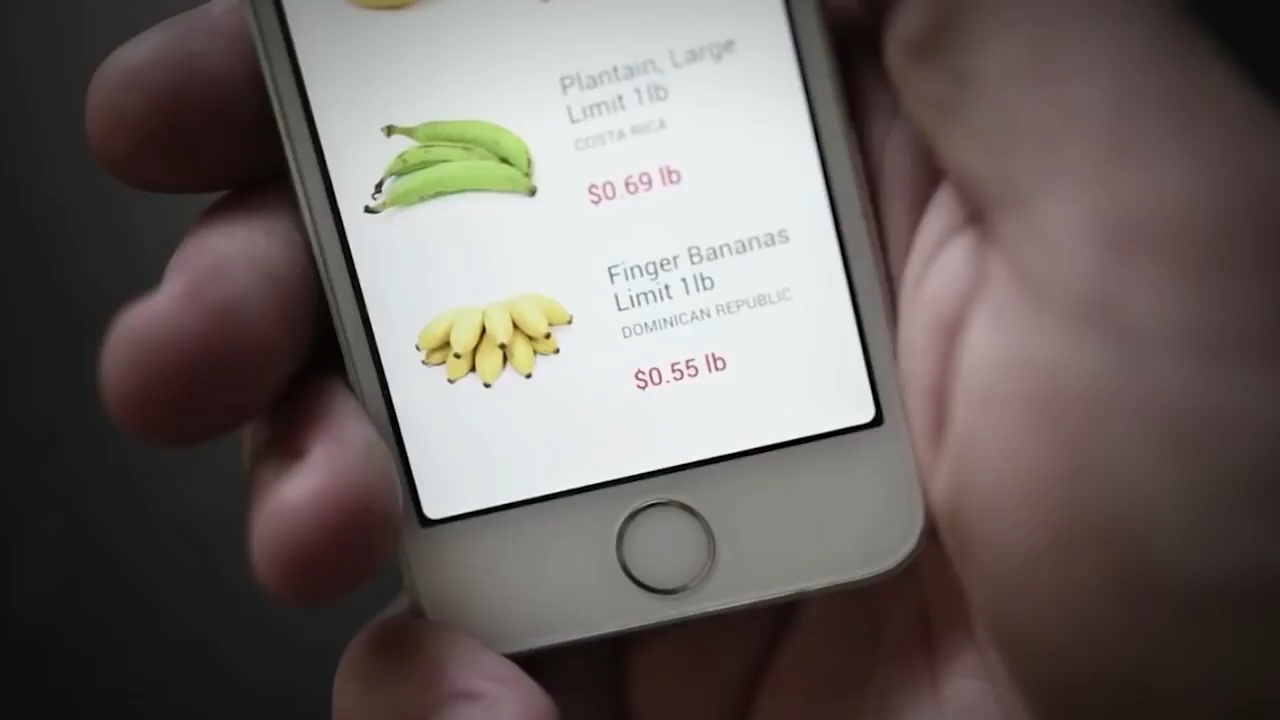 Plantain, Large
Limit 1lb
COSTA RICA
$0.69 lb
Finger Bananas
Limit 1lb
DOMINICAN REPUBLIC
$0.55 lb